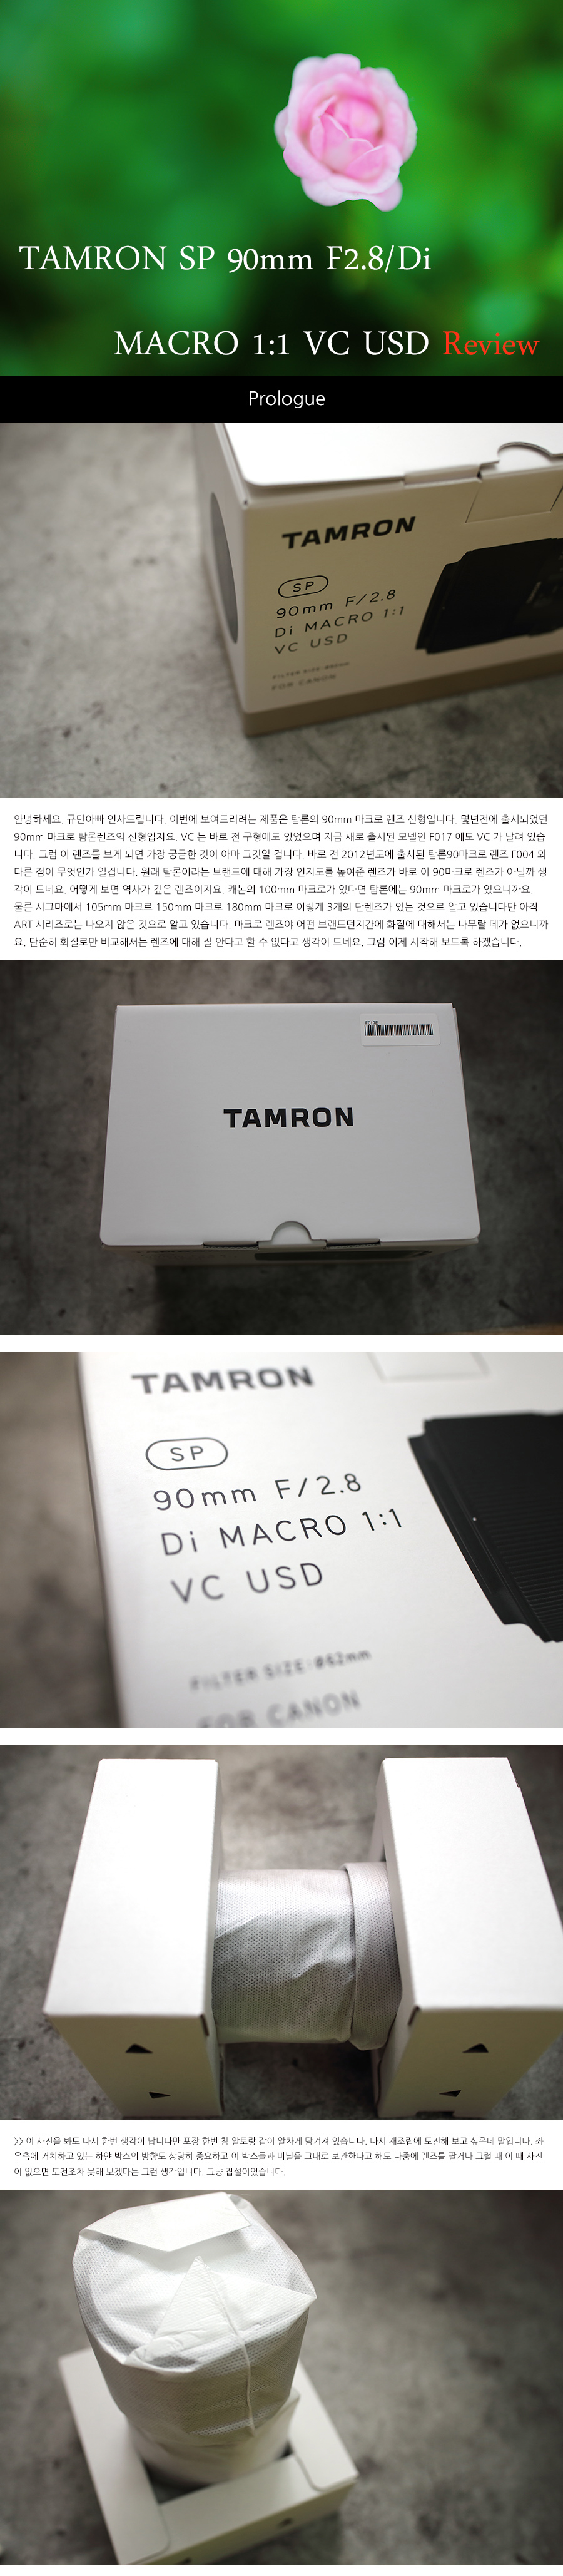 TAMRON SP 90mm F2.8/Di
MACRO 1:1 VC USD Review
Prologue
TAMRON
SP
90mm F/2.8
Di MACRO 1:1
VC USD
FILTER SIZE:ø62mm
FOR CANON
안녕하세요. 규민아빠 인사드립니다. 이번에 보여드리려는 제품은 탐론의 90mm 마크로 렌즈 신형입니다. 몇년전에 출시되었던
90mm 마크로 탐론렌즈의 신형입지요. VC 는 바로 전 구형에도 있었으며 지금 새로 출시된 모델인 F017 에도 VC 가 달려 있습
니다. 그럼 이 렌즈를 보게 되면 가장 궁금한 것이 아마 그것일 겁니다. 바로 전 2012년도에 출시된 탐론90마크로 렌즈 F004 와
다른 점이 무엇인가 일겁니다. 원래 탐론이라는 브랜드에 대해 가장 인지도를 높여준 렌즈가 바로 이 90마크로 렌즈가 아닐까 생
각이 드네요. 어떻게 보면 역사가 깊은 렌즈이지요. 캐논의 100mm 마크로가 있다면 탐론에는 90mm 마크로가 있으니까요.
물론 시그마에서 105mm 마크로 150mm 마크로 180mm 마크로 이렇게 3개의 단렌즈가 있는 것으로 알고 있습니다만 아직
ART 시리즈로는 나오지 않은 것으로 알고 있습니다. 마크로 렌즈야 어떤 브랜드던지간에 화질에 대해서는 나무랄 데가 없으니까
요. 단순히 화질로만 비교해서는 렌즈에 대해 잘 안다고 할 수 없다고 생각이 드네요. 그럼 이제 시작해 보도록 하겠습니다.
TAMRON
TAMRON
SP
90mm F/2.8
Di MACRO 1:1
VC USD
FILTER SIZE:ø62mm
FOR CANON
>> 이 사진을 봐도 다시 한번 생각이 납니다만 포장 한번 참 알토랑 같이 알차게 담겨져 있습니다. 다시 재조립에 도전해 보고 싶은데 말입니다. 좌
우측에 거치하고 있는 하얀 박스의 방향도 상당히 중요하고 이 박스들과 비닐을 그대로 보관한다고 해도 나중에 렌즈를 팔거나 그럴 때 이 때 사진
이 없으면 도전조차 못해 보겠다는 그런 생각입니다. 그냥 잡설이었습니다.